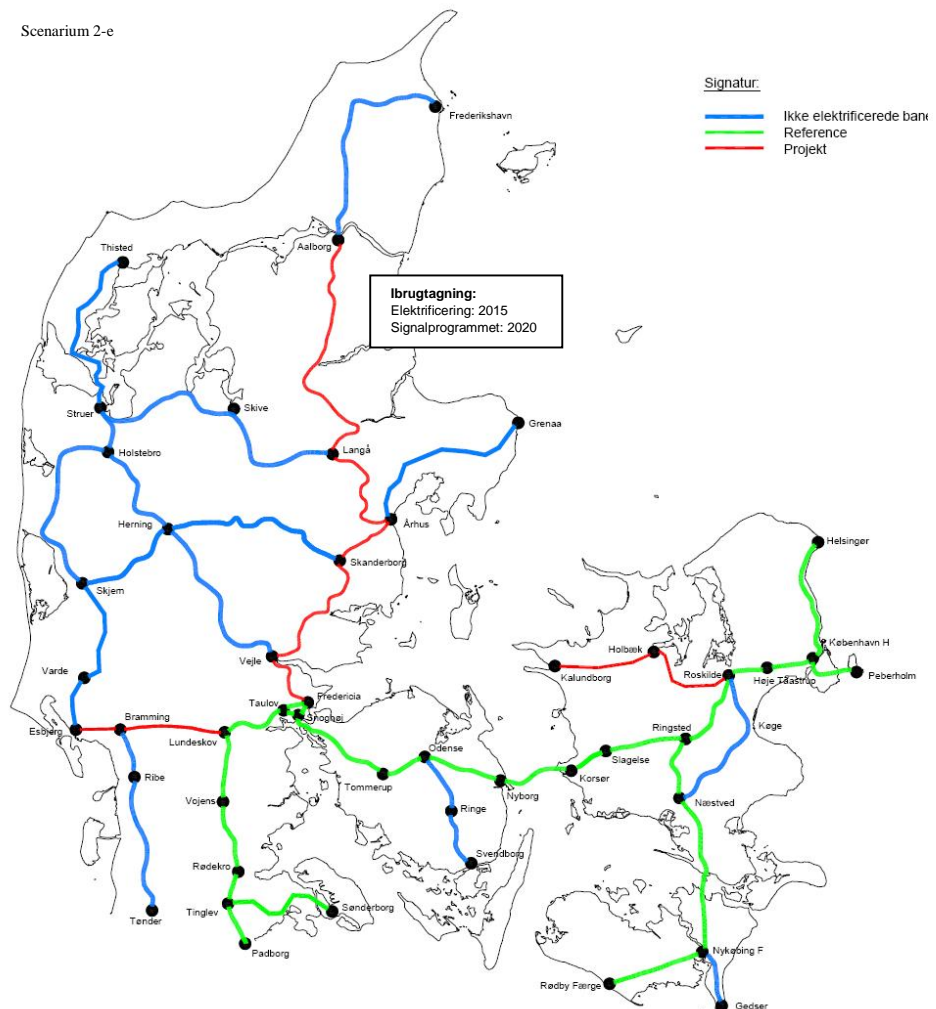 Scenarium 2-e
Signatur:
Ikke elektrificerede bane
Reference
Projekt
Frederikshavn
Aalborg
Thisted
Ibrugtagning:
Elektrificering: 2015
Signalprogrammet: 2020
Struer
Skive
Grenaa
Holstebro
Langå
Herning
Århus
Helsingør
Skanderborg
Skjern
København H
Holbæk
Vejle
Roskilde
Kalundborg
Høje Tåastrup
Peberholm
Varde
Fredericia
Taulov
Snoghøj
Køge
Ringsted
Bramming
Esbjerg
Lundeskov
Odense
Slagelse
Korsør
Ribe
Tommerup
Nyborg
Næstved
Vojens
Ringe
Svendborg
Rødekro
Tinglev
Sønderborg
Tønder
Padborg
Nykøbing F
Rødby Færge
Gedser